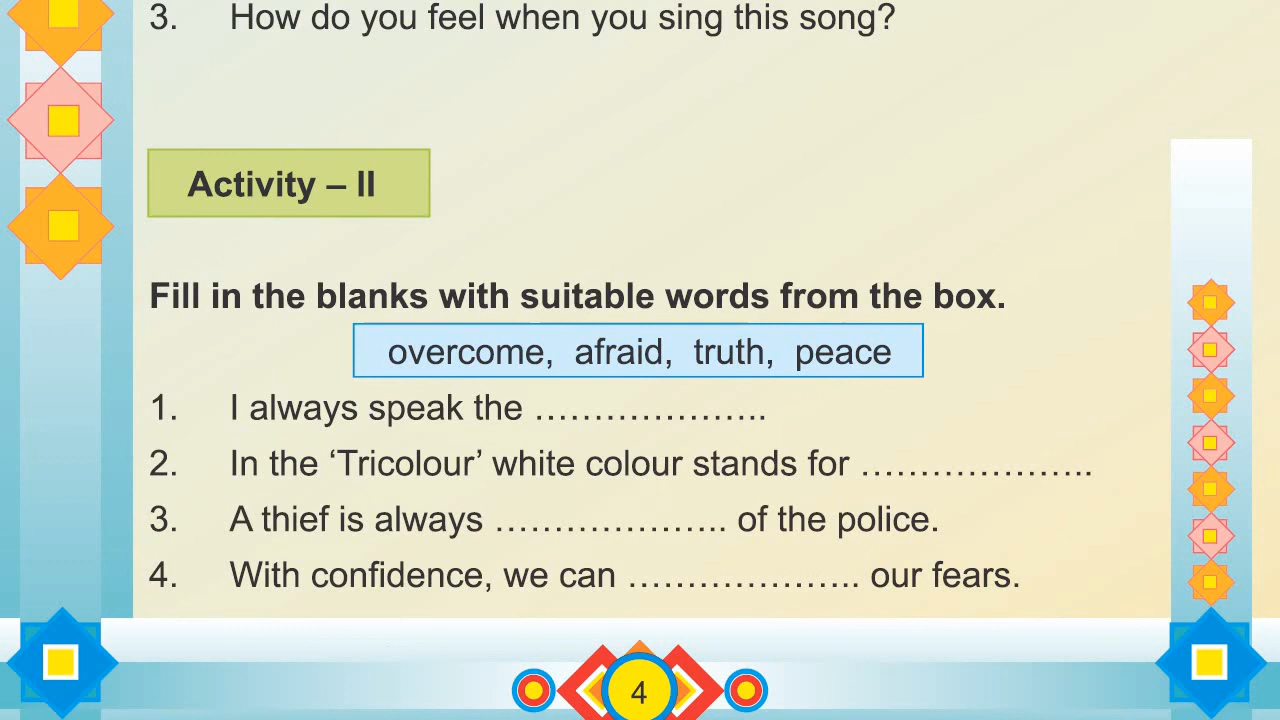 3. How do you feel when you sing this song?
Activity – II
Fill in the blanks with suitable words from the box.
overcome, afraid, truth, peace
1. I always speak the ………………..
2. In the ‘Tricolour’ white colour stands for ………………..
3. A thief is always ……………….. of the police.
4. With confidence, we can ……………….. our fears.
4